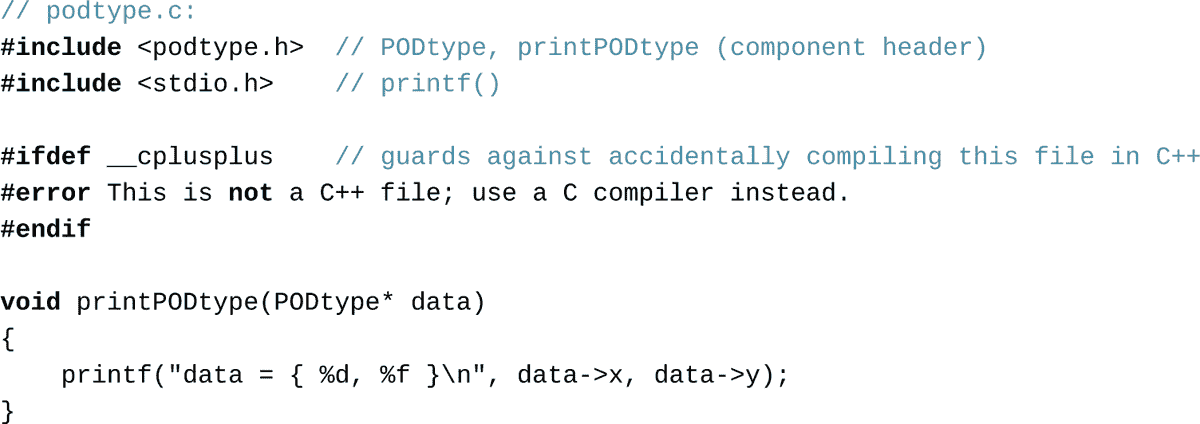 // podtype.c:
#include <podtype.h>  // PODtype, printPODtype (component header)
#include <stdio.h>    // printf()

#ifdef __cplusplus    // guards against accidentally compiling this file in C++
#error This is not a C++ file; use a C compiler instead.
#endif

void printPODtype(PODtype* data)
{
    printf("data = { %d, %f }\n", data->x, data->y);
}